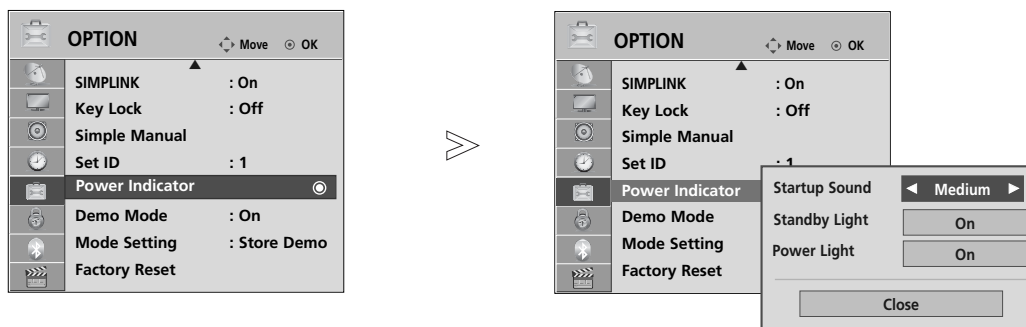 OPTION
Move
OK
SIMPLINK : On
Key Lock : Off
Simple Manual
Set ID : 1
Power Indicator
Demo Mode : On
Mode Setting : Store Demo
Factory Reset
OPTION
Move
OK
SIMPLINK : On
Key Lock : Off
Simple Manual
Set ID : 1
Power Indicator
Demo Mode
Mode Setting
Factory Reset
Startup Sound ◄ Medium ►
Standby Light On
Power Light On
Close